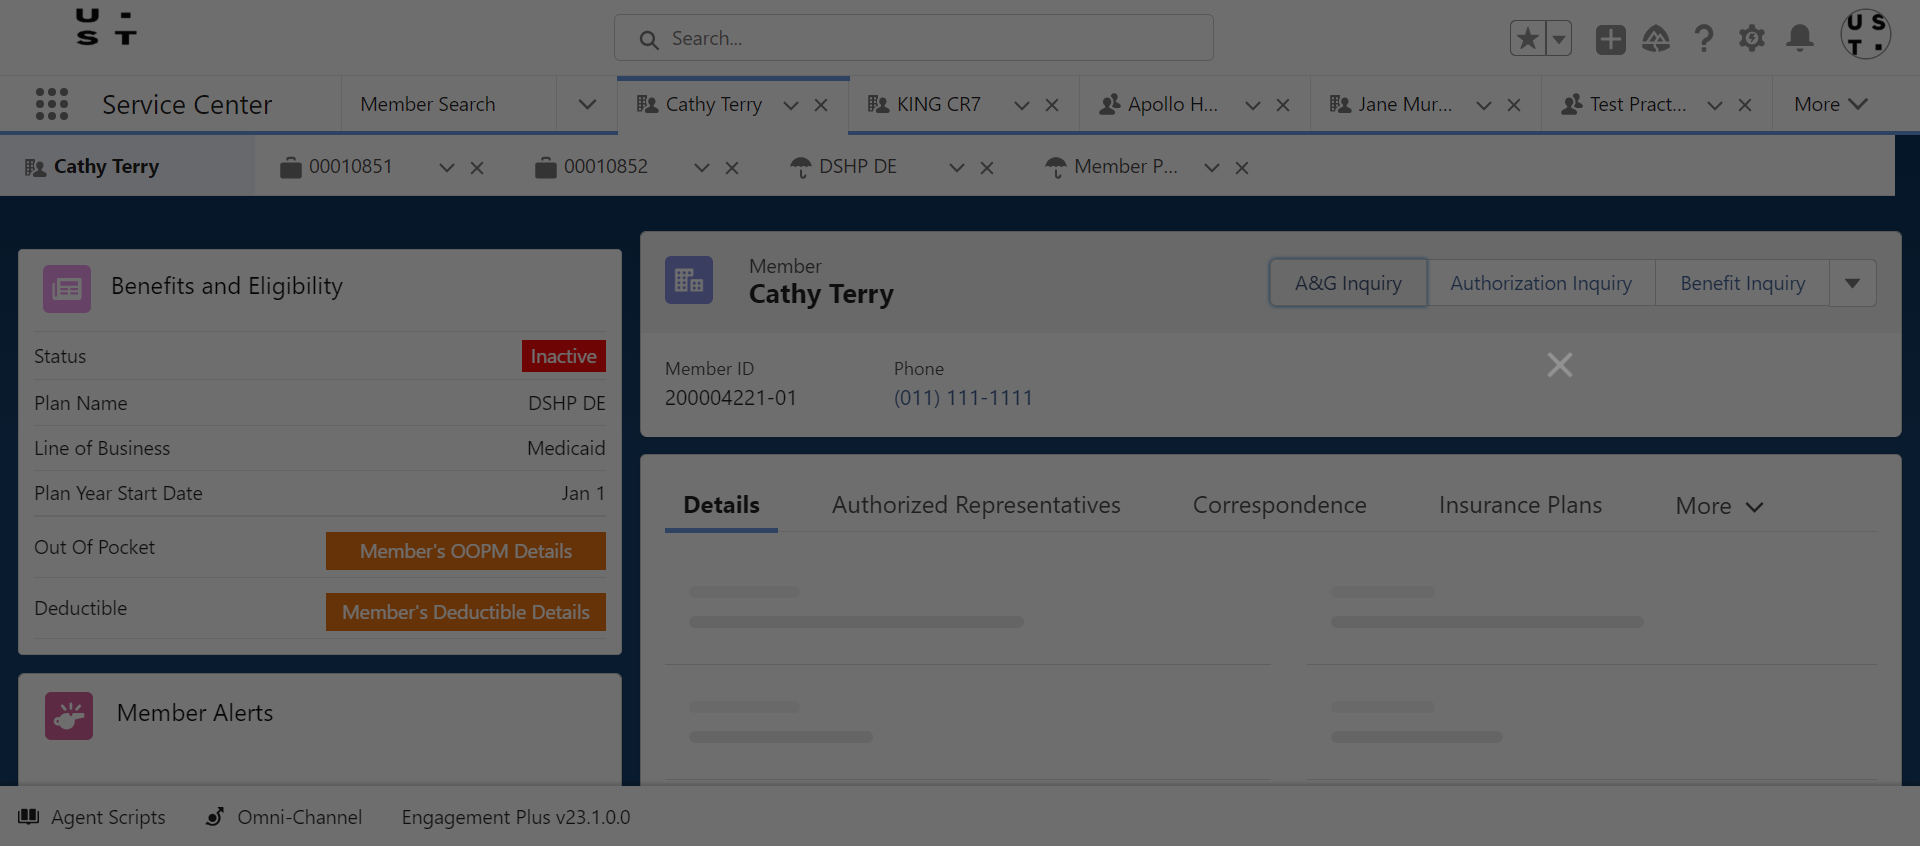 U
S T
Search...
U S
T
Service Center
Member Search
Cathy Terry
KING CR7
Apollo H...
Jane Mur...
Test Pract...
More
Cathy Terry
00010851
00010852
DSHP DE
Member P...
Benefits and Eligibility
Status
Inactive
Plan Name
DSHP DE
Line of Business
Medicaid
Plan Year Start Date
Jan 1
Out Of Pocket
Member's OOPM Details
Deductible
Member's Deductible Details
Member Alerts
Member
Cathy Terry
A&G Inquiry
Authorization Inquiry
Benefit Inquiry
Member ID
Phone
200004221-01
(011) 111-1111
Details
Authorized Representatives
Correspondence
Insurance Plans
More
Agent Scripts
Omni-Channel
Engagement Plus v23.1.0.0